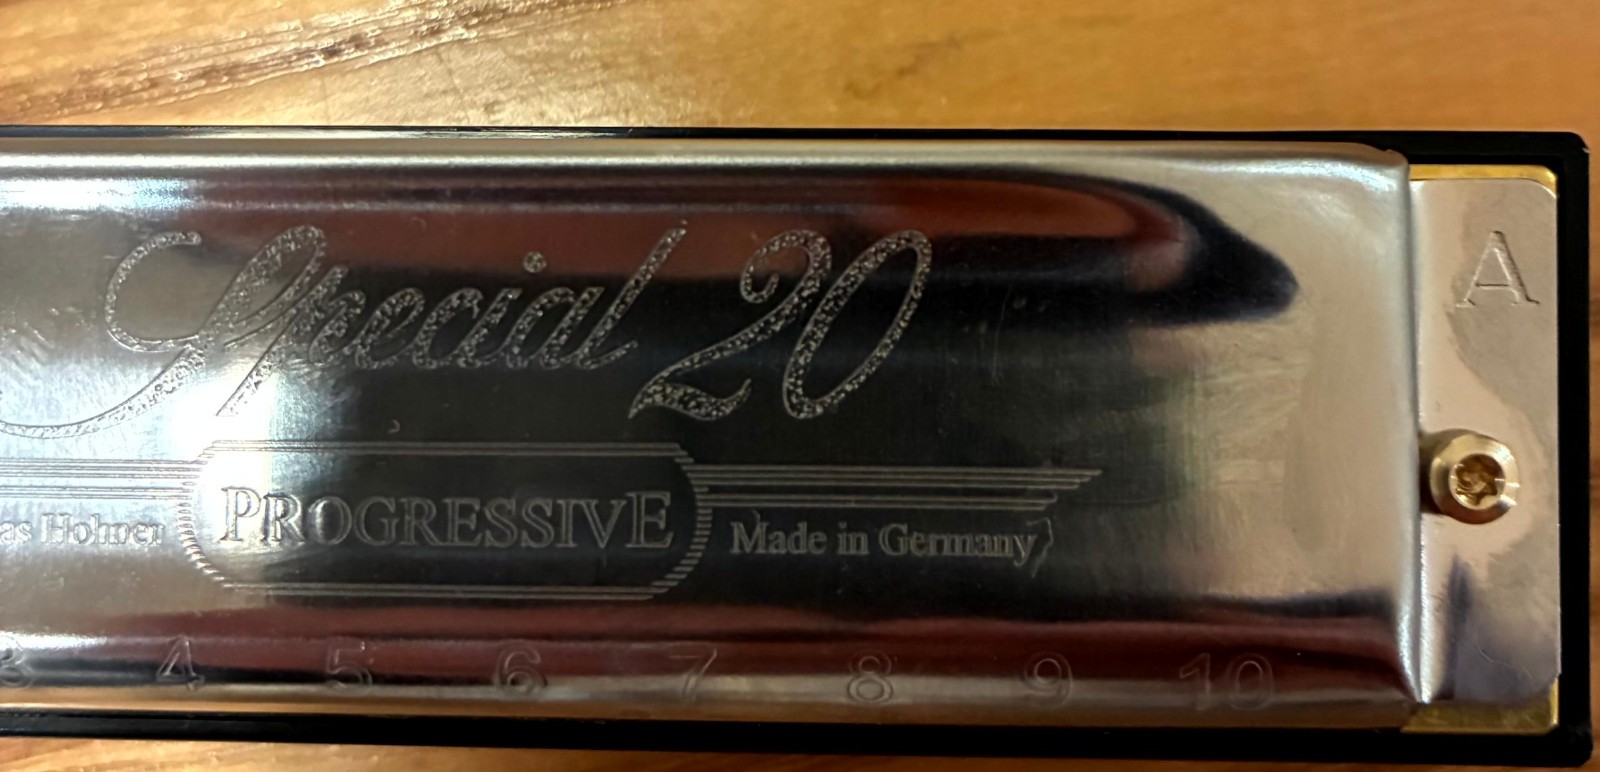 Special 20
A
PROGRESSIVE
as Hohner
Made in Germany
3 4 5 6 7 8 9 10